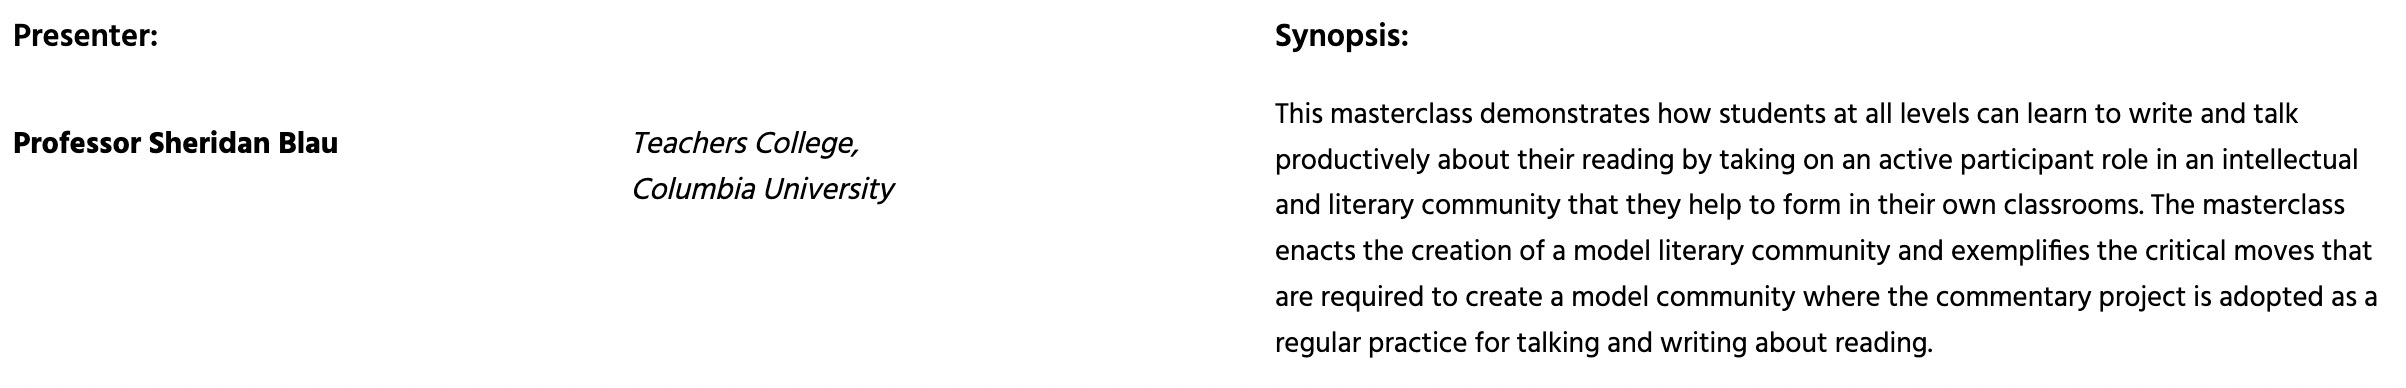 Presenter:
Professor Sheridan Blau
Teachers College,
Columbia University
Synopsis:
This masterclass demonstrates how students at all levels can learn to write and talk
productively about their reading by taking on an active participant role in an intellectual
and literary community that they help to form in their own classrooms. The masterclass
enacts the creation of a model literary community and exemplifies the critical moves that
are required to create a model community where the commentary project is adopted as a
regular practice for talking and writing about reading.